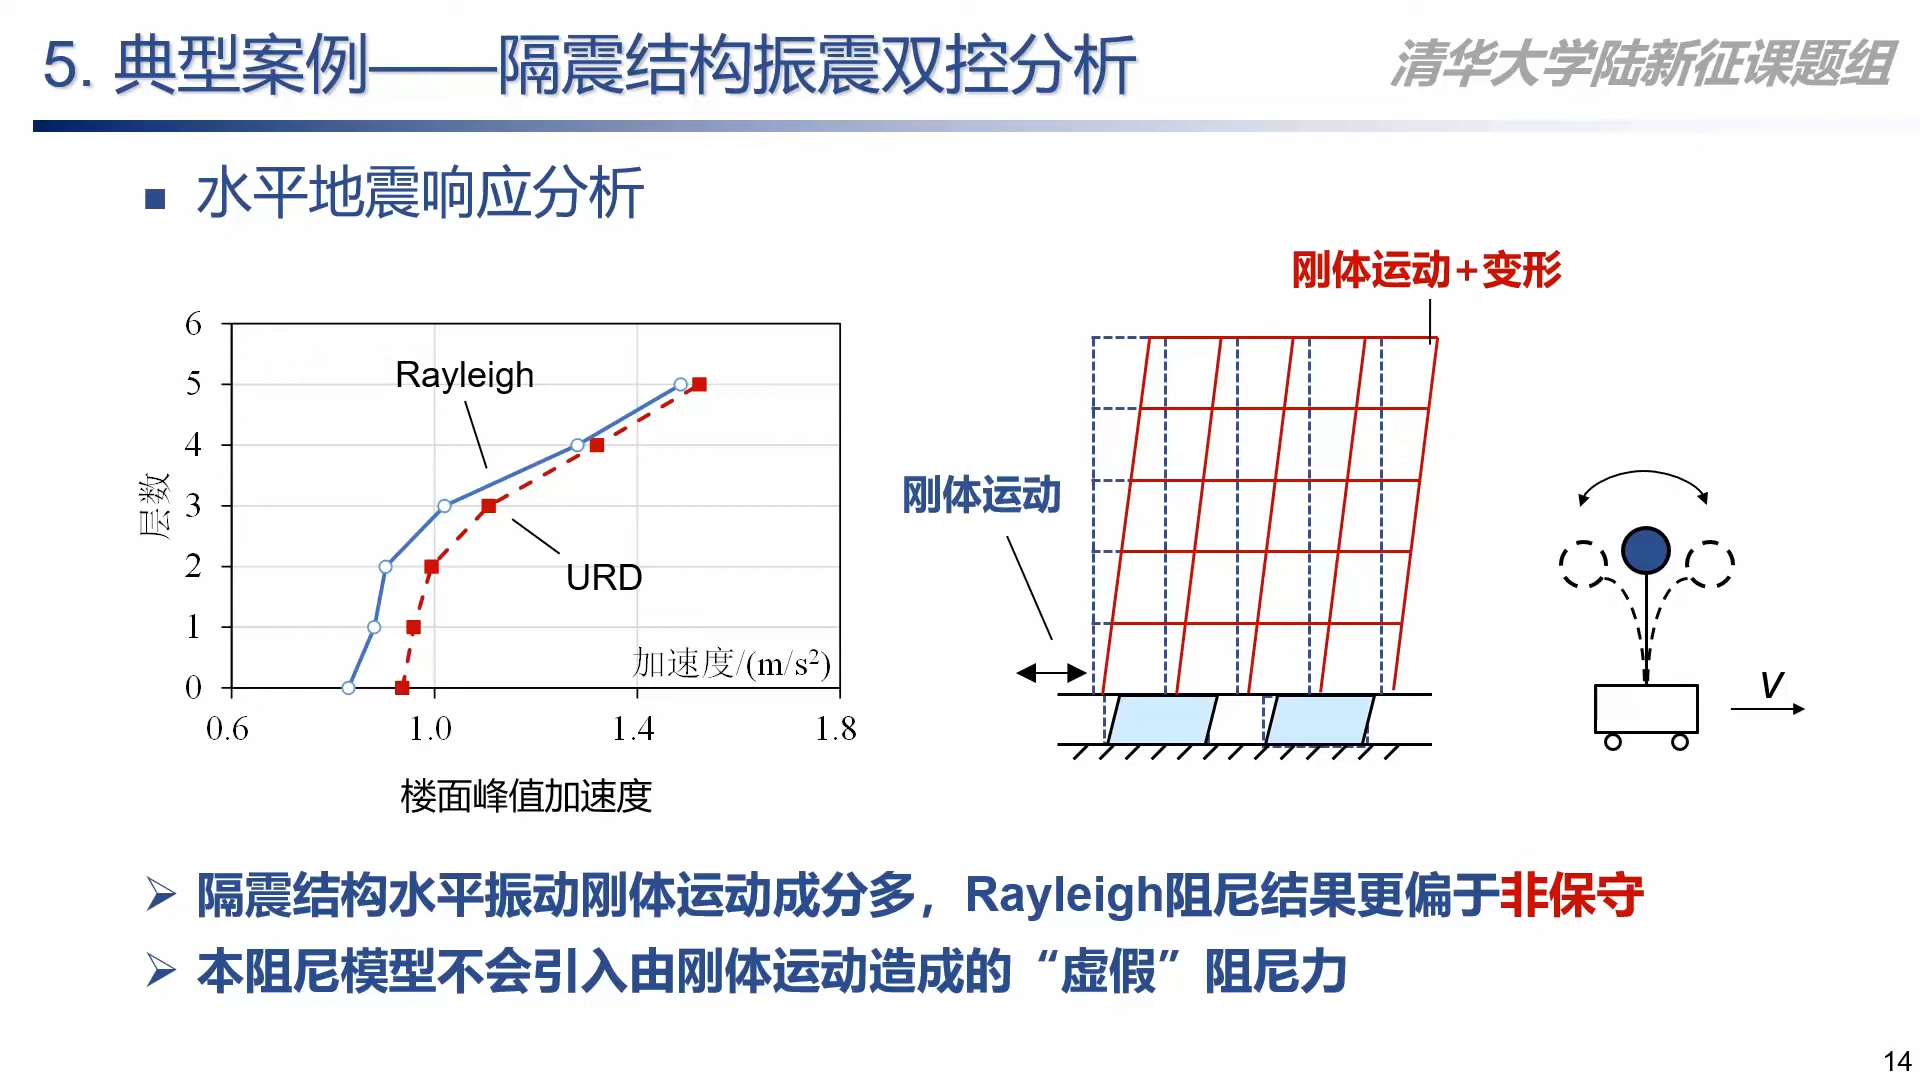 5. 典型案例——隔震结构振震双控分析
清华大学陆新征课题组
■ 水平地震响应分析
刚体运动+变形
6
5
4
3
2
1
0
层数
Rayleigh
URD
加速度/(m/s²)
0.6 1.0 1.4 1.8
楼面峰值加速度
刚体运动
V
➢ 隔震结构水平振动刚体运动成分多，Rayleigh阻尼结果更偏于非保守
➢ 本阻尼模型不会引入由刚体运动造成的“虚假”阻尼力
14